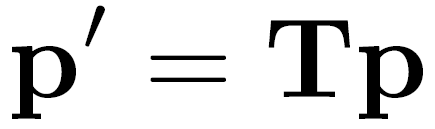 p′ = Tp